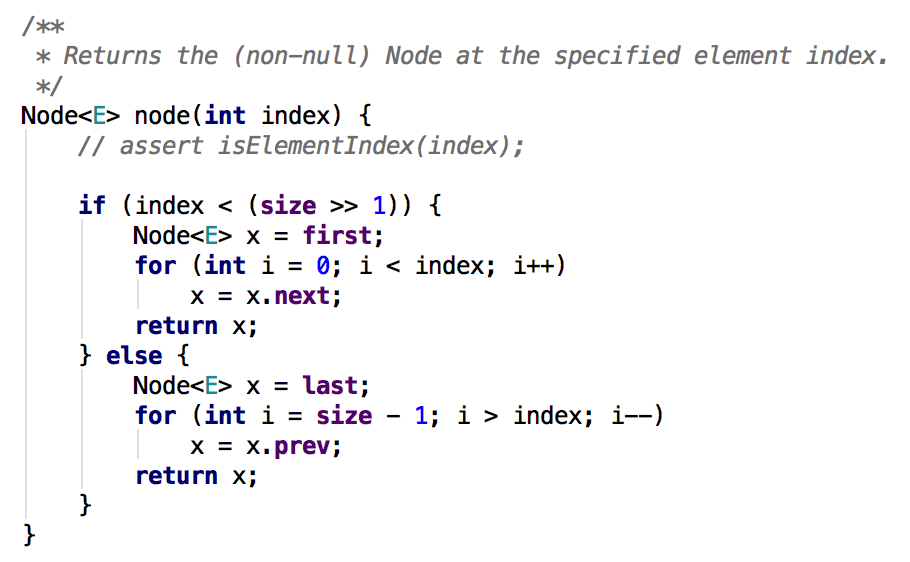 /**
 * Returns the (non-null) Node at the specified element index.
 */
Node<E> node(int index) {
    // assert isElementIndex(index);

    if (index < (size >> 1)) {
        Node<E> x = first;
        for (int i = 0; i < index; i++)
            x = x.next;
        return x;
    } else {
        Node<E> x = last;
        for (int i = size - 1; i > index; i--)
            x = x.prev;
        return x;
    }
}